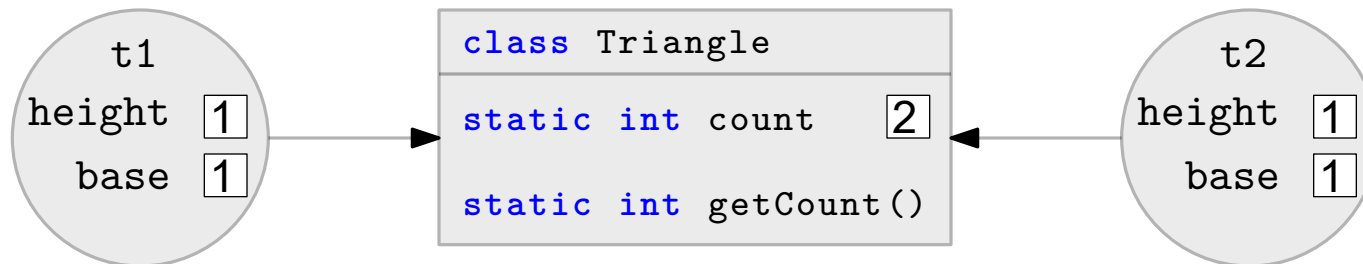 t1
height 1
base 1
class Triangle
static int count 2
static int getCount()
t2
height 1
base 1